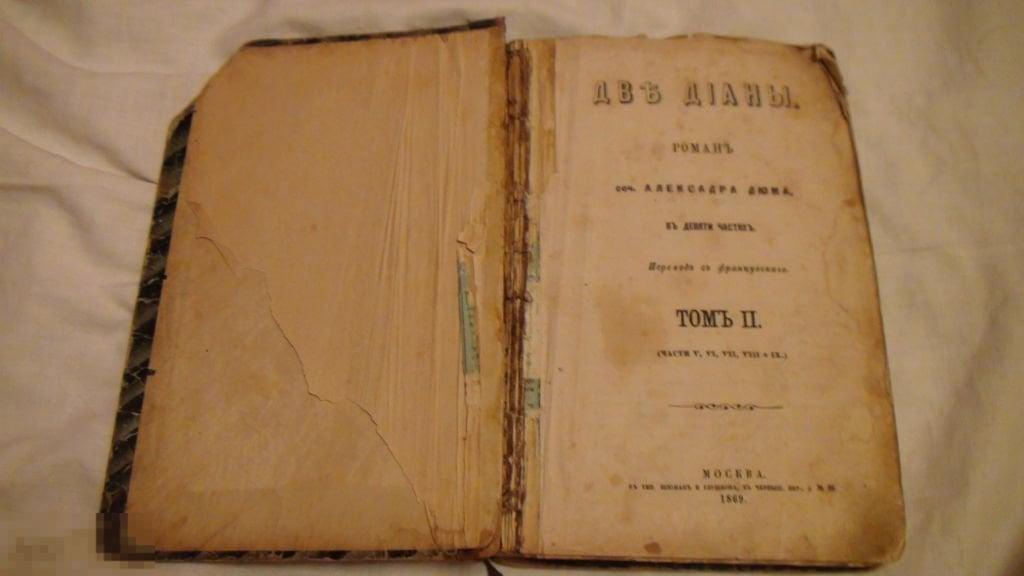 ДВѢ ДІАНЫ.
РОМАНЪ
соч. АЛЕКСАДРА ДЮМА,
ВЪ ДЕВЯТИ ЧАСТЯХЪ.
Переводъ съ французскаго.
ТОМЪ II.
(ЧАСТИ V, VI, VII, VIII и IX.)
МОСКВА.
1869.